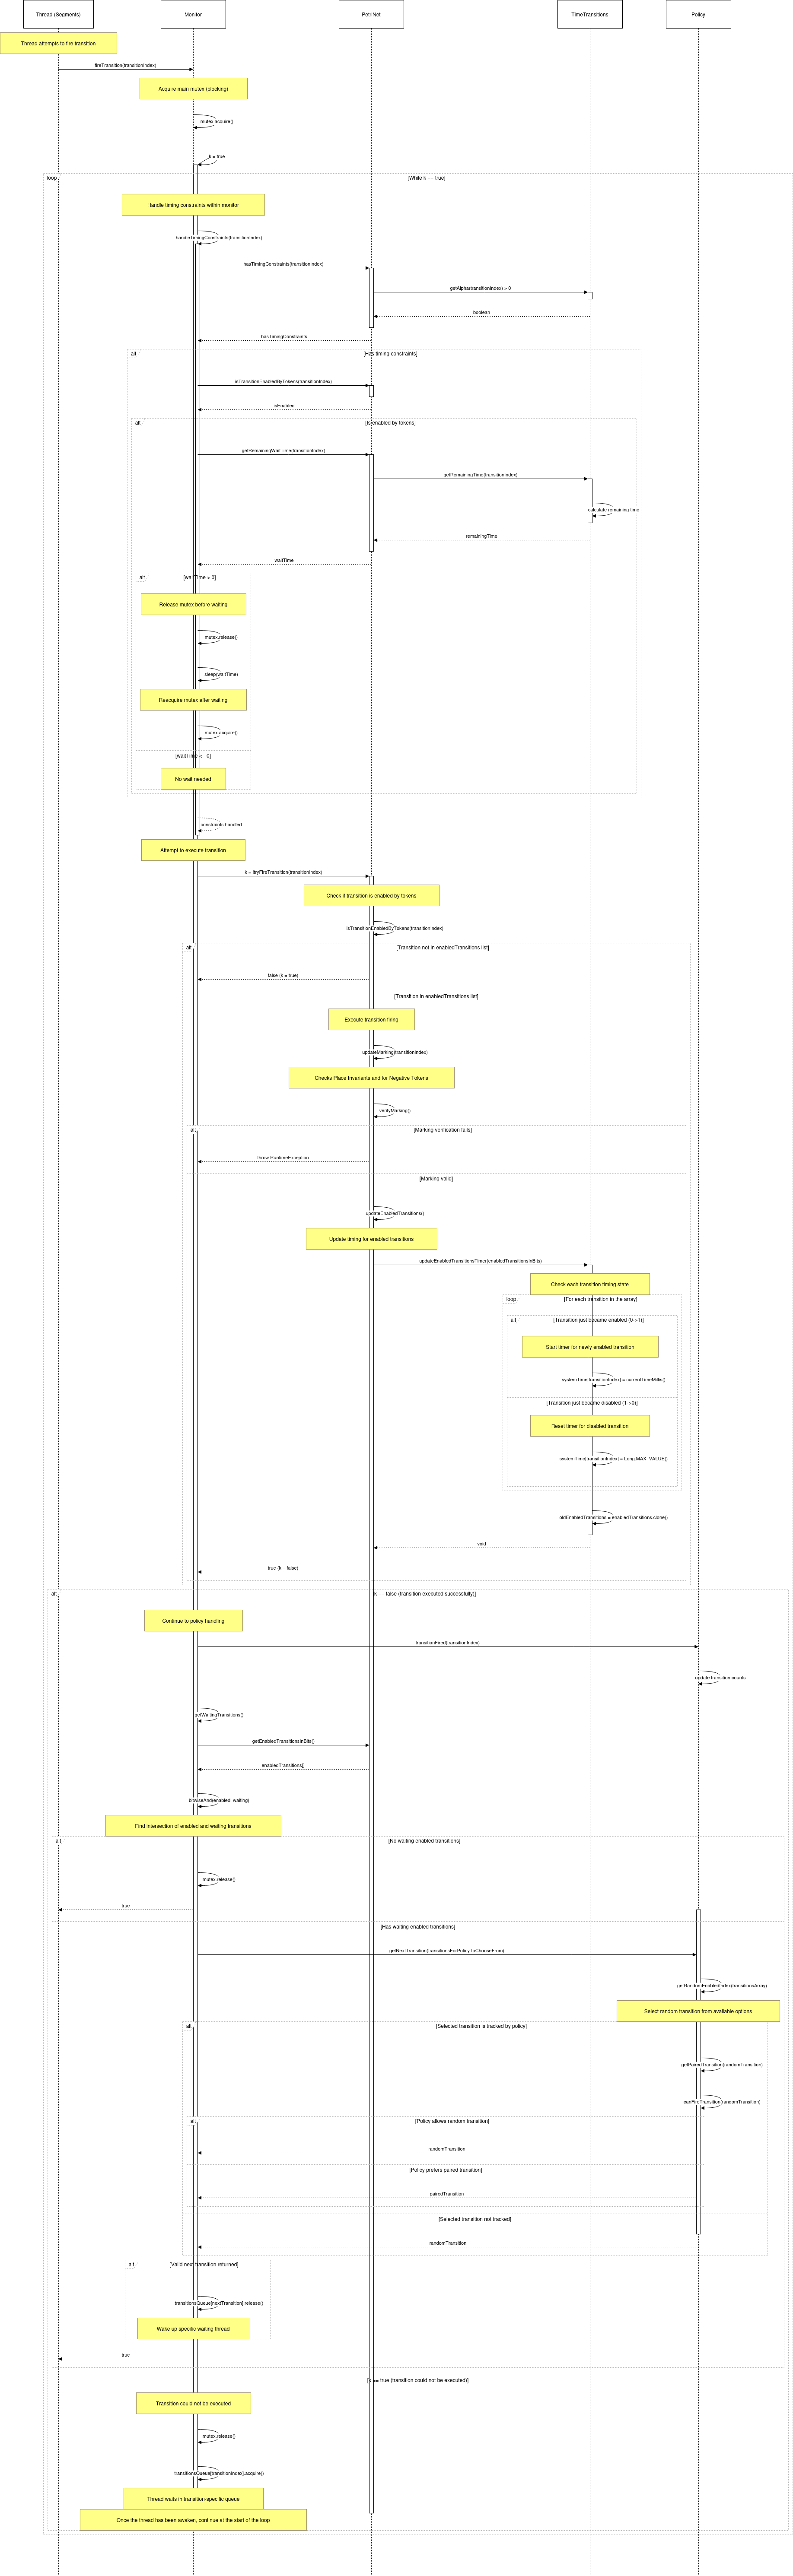 Thread (Segments)
Monitor
PetriNet
TimeTransitions
Policy
Thread attempts to fire transition
fireTransition(transitionIndex)
Acquire main mutex (blocking)
mutex.acquire()
k = true
loop
[While k == true]
Handle timing constraints within monitor
handleTimingConstraints(transitionIndex)
hasTimingConstraints(transitionIndex)
getAlpha(transitionIndex) > 0
boolean
hasTimingConstraints
alt
[Has timing constraints]
isTransitionEnabledByTokens(transitionIndex)
isEnabled
alt
[Is enabled by tokens]
getRemainingWaitTime(transitionIndex)
getRemainingTime(transitionIndex)
calculate remaining time
remainingTime
waitTime
alt
[waitTime > 0]
Release mutex before waiting
mutex.release()
sleep(waitTime)
Reacquire mutex after waiting
mutex.acquire()
[waitTime <= 0]
No wait needed
constraints handled
Attempt to execute transition
k = !tryFireTransition(transitionIndex)
Check if transition is enabled by tokens
isTransitionEnabledByTokens(transitionIndex)
alt
[Transition not in enabledTransitions list]
false (k = true)
[Transition in enabledTransitions list]
Execute transition firing
updateMarking(transitionIndex)
Checks Place Invariants and for Negative Tokens
verifyMarking()
alt
[Marking verification fails]
throw RuntimeException
[Marking valid]
updateEnabledTransitions()
Update timing for enabled transitions
updateEnabledTransitionsTimer(enabledTransitionsInBits)
Check each transition timing state
loop
[For each transition in the array]
alt
[Transition just became enabled (0->1)]
Start timer for newly enabled transition
systemTime[transitionIndex] = currentTimeMillis()
[Transition just became disabled (1->0)]
Reset timer for disabled transition
systemTime[transitionIndex] = Long.MAX_VALUE()
oldEnabledTransitions = enabledTransitions.clone()
void
true (k = false)
alt
[k == false (transition executed successfully)]
Continue to policy handling
transitionFired(transitionIndex)
update transition counts
getWaitingTransitions()
getEnabledTransitionsInBits()
enabledTransitions[]
bitwiseAnd(enabled, waiting)
Find intersection of enabled and waiting transitions
alt
[No waiting enabled transitions]
mutex.release()
true
[Has waiting enabled transitions]
getNextTransition(transitionsForPolicyToChooseFrom)
getRandomEnabledIndex(transitionsArray)
Select random transition from available options
alt
[Selected transition is tracked by policy]
getPairedTransition(randomTransition)
canFireTransition(randomTransition)
alt
[Policy allows random transition]
randomTransition
[Policy prefers paired transition]
pairedTransition
[Selected transition not tracked]
randomTransition
alt
[Valid next transition returned]
transitionsQueue[nextTransition].release()
Wake up specific waiting thread
true
[k == true (transition could not be executed)]
Transition could not be executed
mutex.release()
transitionsQueue[transitionIndex].acquire()
Thread waits in transition-specific queue
Once the thread has been awaken, continue at the start of the loop